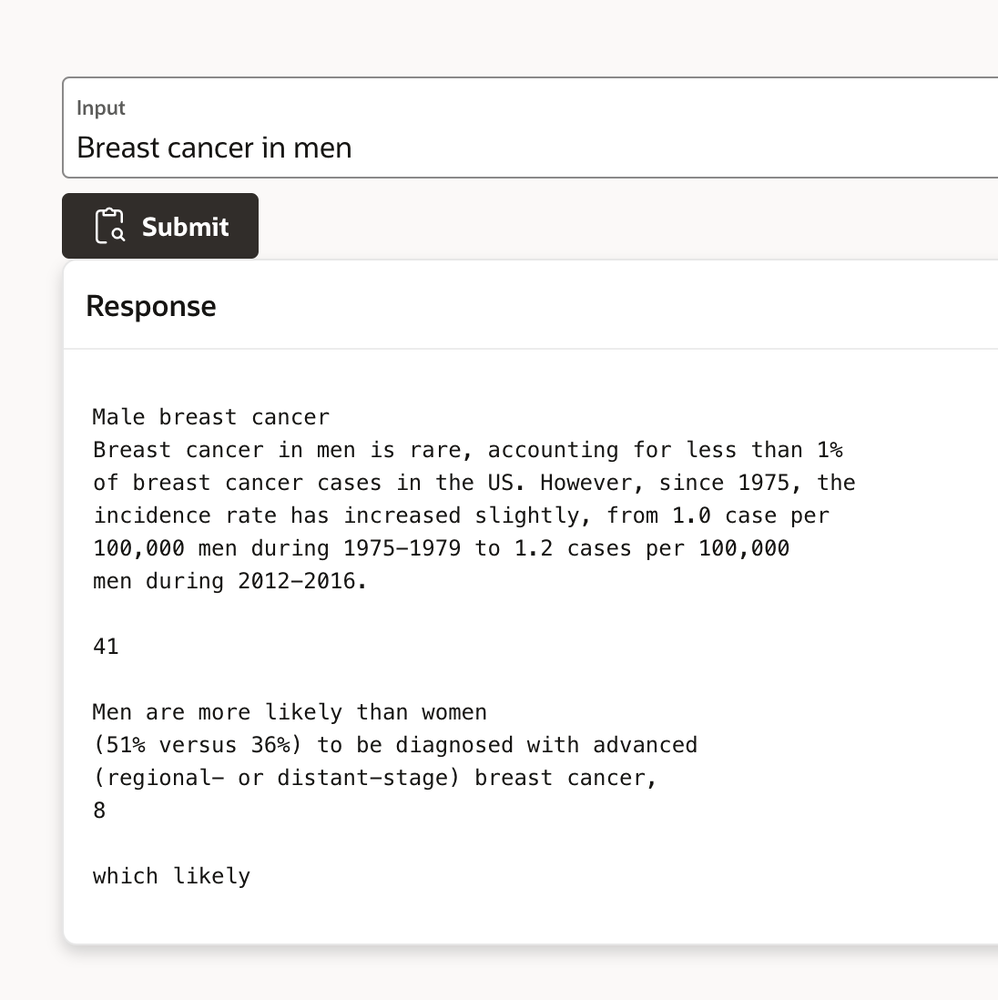 Input
Breast cancer in men
Submit
Response
Male breast cancer
Breast cancer in men is rare, accounting for less than 1%
of breast cancer cases in the US. However, since 1975, the
incidence rate has increased slightly, from 1.0 case per
100,000 men during 1975–1979 to 1.2 cases per 100,000
men during 2012–2016.
41
Men are more likely than women
(51% versus 36%) to be diagnosed with advanced
(regional– or distant–stage) breast cancer,
8
which likely